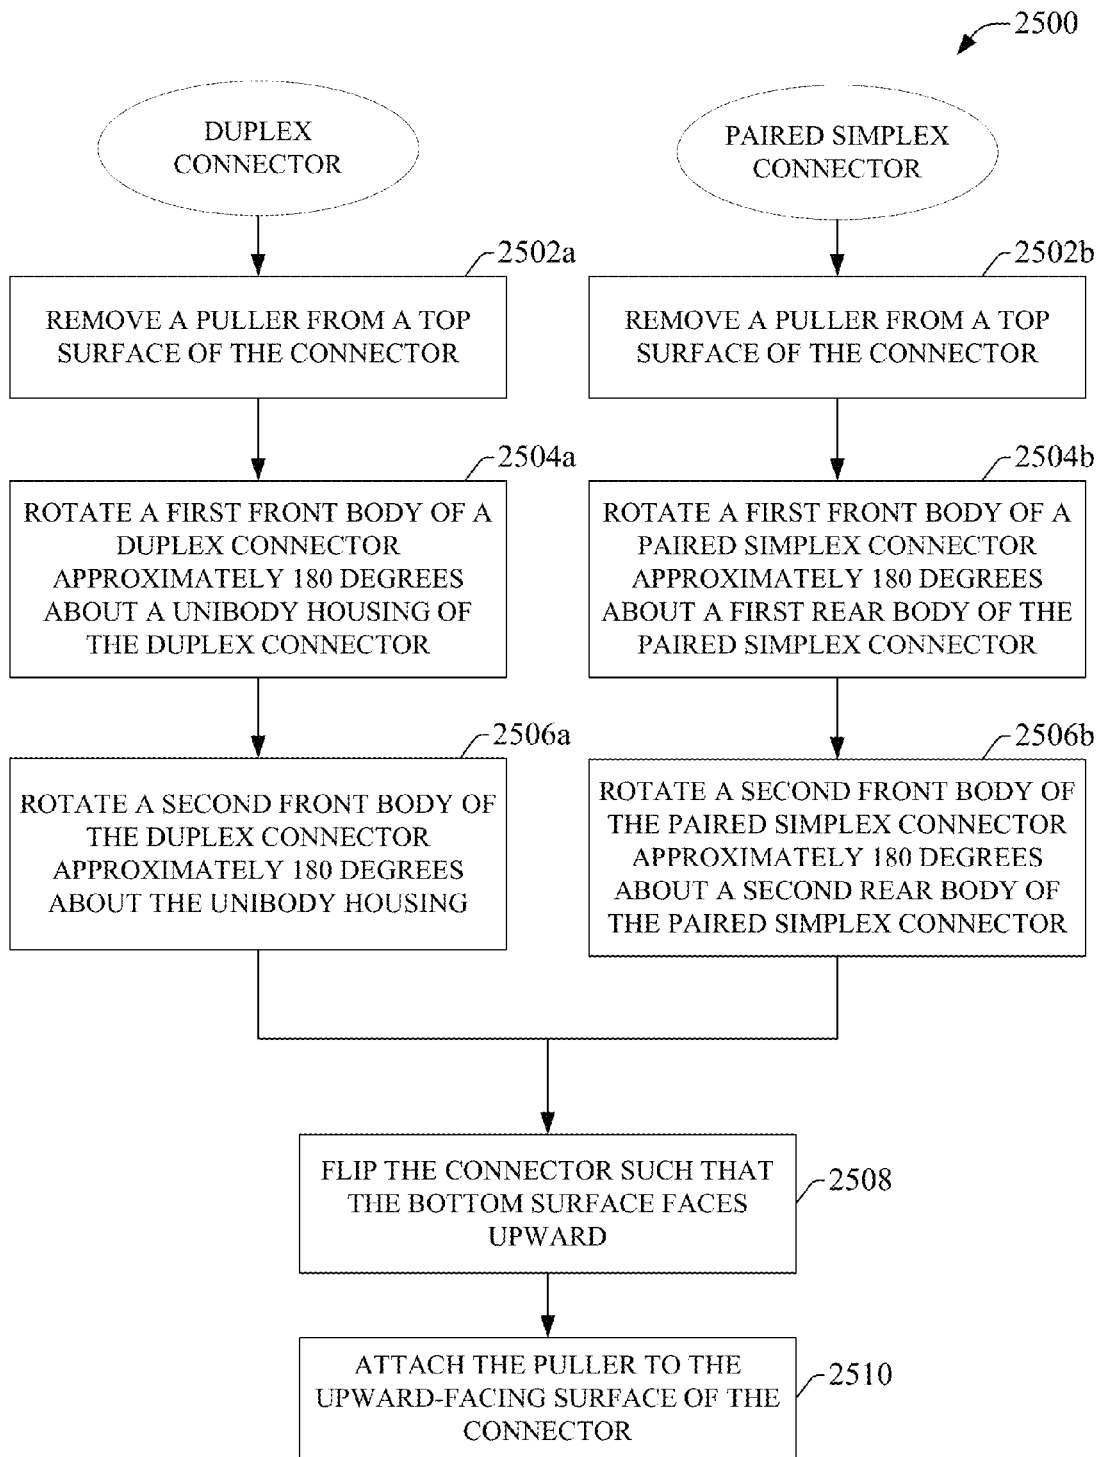 2500
DUPLEX
CONNECTOR
PAIRED SIMPLEX
CONNECTOR
2502a
REMOVE A PULLER FROM A TOP
SURFACE OF THE CONNECTOR
2502b
REMOVE A PULLER FROM A TOP
SURFACE OF THE CONNECTOR
2504a
ROTATE A FIRST FRONT BODY OF A
DUPLEX CONNECTOR
APPROXIMATELY 180 DEGREES
ABOUT A UNIBODY HOUSING OF
THE DUPLEX CONNECTOR
2504b
ROTATE A FIRST FRONT BODY OF A
PAIRED SIMPLEX CONNECTOR
APPROXIMATELY 180 DEGREES
ABOUT A FIRST REAR BODY OF THE
PAIRED SIMPLEX CONNECTOR
2506a
ROTATE A SECOND FRONT BODY OF
THE DUPLEX CONNECTOR
APPROXIMATELY 180 DEGREES
ABOUT THE UNIBODY HOUSING
2506b
ROTATE A SECOND FRONT BODY OF
THE PAIRED SIMPLEX CONNECTOR
APPROXIMATELY 180 DEGREES
ABOUT A SECOND REAR BODY OF
THE PAIRED SIMPLEX CONNECTOR
FLIP THE CONNECTOR SUCH THAT
THE BOTTOM SURFACE FACES
UPWARD
2508
ATTACH THE PULLER TO THE
UPWARD-FACING SURFACE OF THE
CONNECTOR
2510